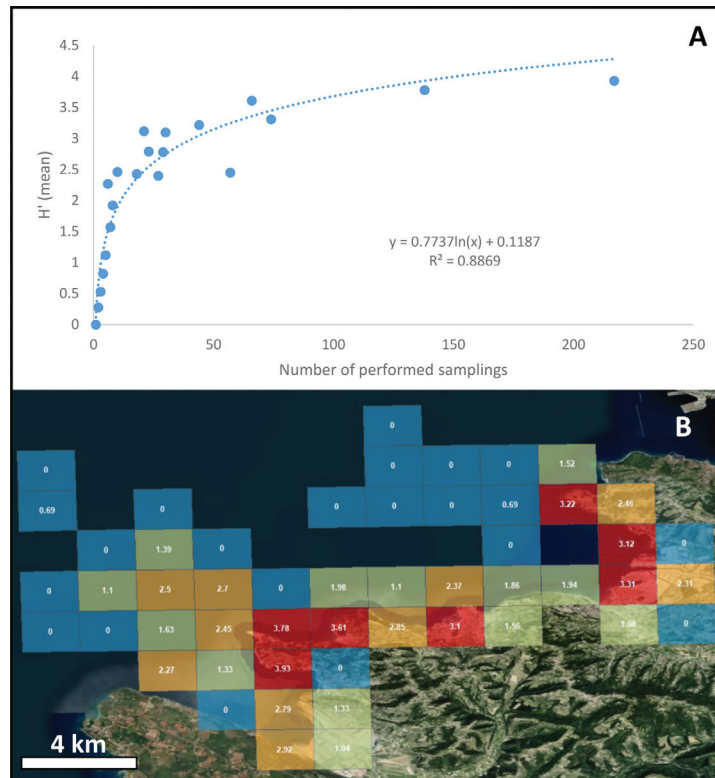 A
4.5
4
3.5
3
2.5
2
1.5
1
0.5
0
H' (mean)
y = 0.7737ln(x) + 0.1187
R² = 0.8869
0 50 100 150 200 250
Number of performed samplings
B
0
0 0 0 0 1.52
0.69 0 0 0 0 0.69 3.22 2.46
0 1.39 0 0 3.12 0
0 1.1 2.5 2.7 0 1.98 1.1 2.37 1.86 1.94 3.31 2.31
0 0 1.63 2.45 3.78 3.61 2.85 3.1 1.56 1.08 0
2.27 1.33 3.93 0
0 2.79 1.33
2.92 1.04
4 km